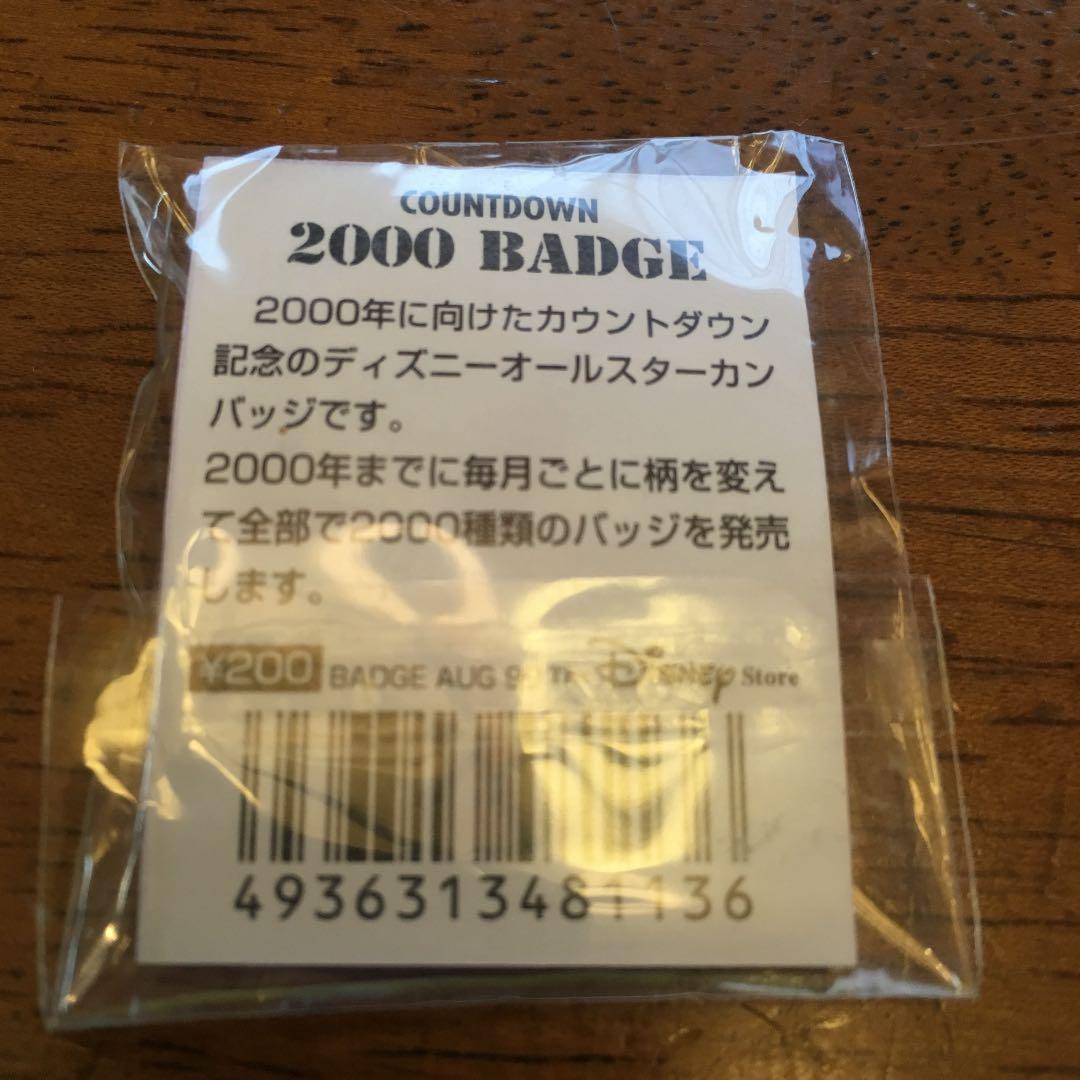 COUNTDOWN
2000 BADGE
2000年に向けたカウントダウン
記念のディズニーオールスターカン
バッジです。
2000年までに毎月ごとに柄を変え
て全部で2000種類のバッジを発売
します。
¥200 BADGE AUG The Disney Store
4936313481136